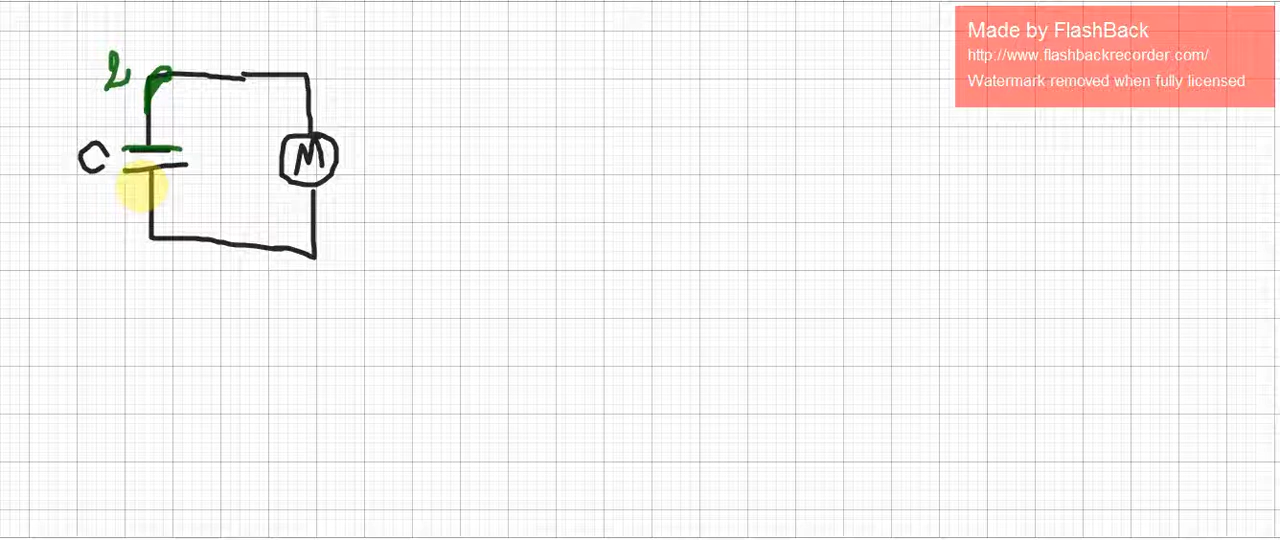 Made by FlashBack
http://www.flashbackrecorder.com/
Watermark removed when fully licensed
C
M